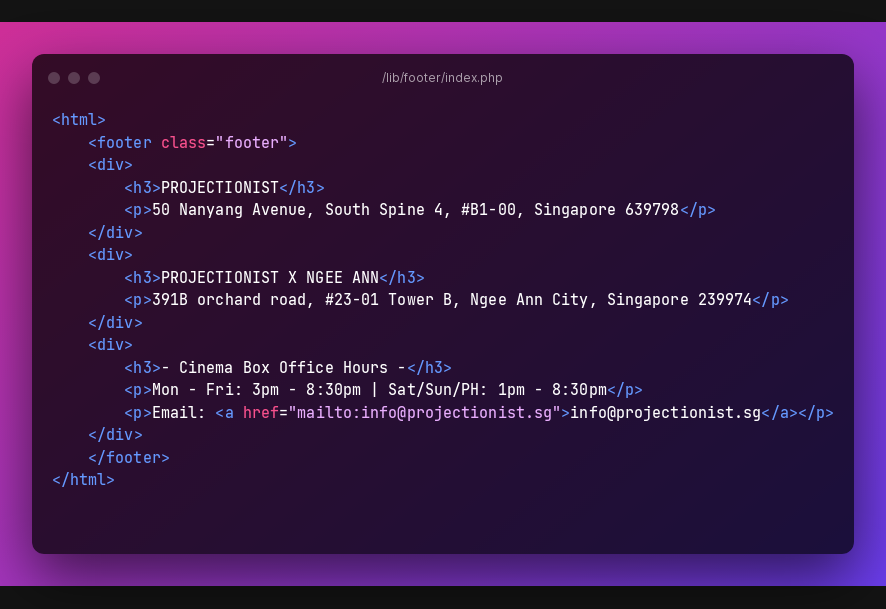 /lib/footer/index.php
<html>
<footer class="footer">
<div>
<h3>PROJECTIONIST</h3>
<p>50 Nanyang Avenue, South Spine 4, #B1-00, Singapore 639798</p>
</div>
<div>
<h3>PROJECTIONIST X NGEE ANN</h3>
<p>391B orchard road, #23-01 Tower B, Ngee Ann City, Singapore 239974</p>
</div>
<div>
<h3>- Cinema Box Office Hours -</h3>
<p>Mon - Fri: 3pm - 8:30pm | Sat/Sun/PH: 1pm - 8:30pm</p>
<p>Email: <a href="mailto:info@projectionist.sg">info@projectionist.sg</a></p>
</div>
</footer>
</html>